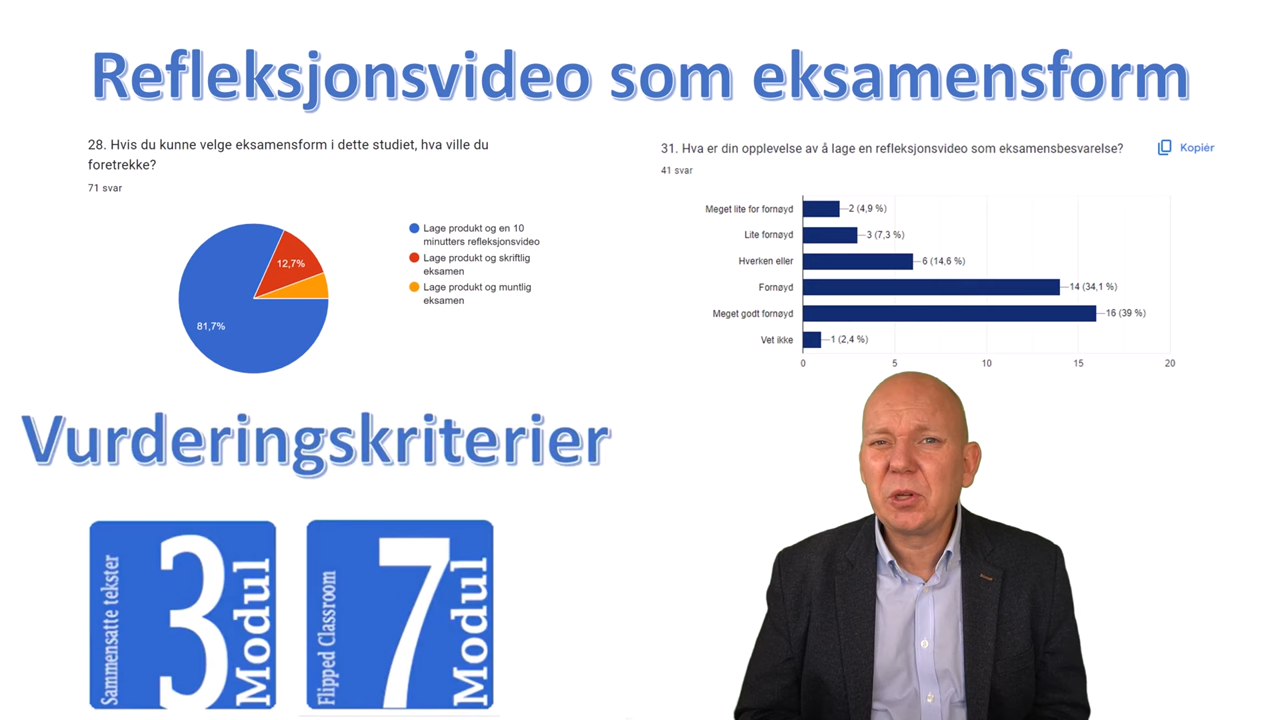 Refleksjonsvideo som eksamensform
28. Hvis du kunne velge eksamensform i dette studiet, hva ville du
foretrekke?
71 svar
81,7%
12,7%
Lage produkt og en 10
minutters refleksjonsvideo
Lage produkt og skriftlig
eksamen
Lage produkt og muntlig
eksamen
31. Hva er din opplevelse av å lage en refleksjonsvideo som eksamensbesvarelse?
Kopiér
41 svar
Meget lite for fornøyd
2 (4,9 %)
Lite fornøyd
3 (7,3 %)
Hverken eller
6 (14,6 %)
Fornøyd
14 (34,1 %)
Meget godt fornøyd
16 (39 %)
Vet ikke
1 (2,4 %)
0 5 10 15 20
Vurderingskriterier
Sammensatte tekster
3
Modul
Flipped Classroom
7
Modul